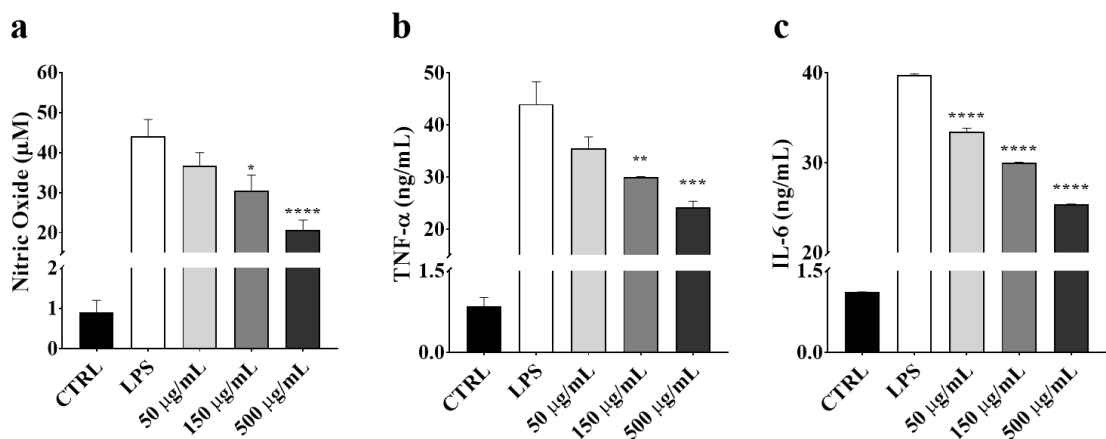 a
Nitric Oxide (µM)
60
50
40
30
20
2
1
0
*
****
CTRL
LPS
50 µg/mL
150 µg/mL
500 µg/mL
b
TNF-α (ng/mL)
50
40
30
20
1.5
0.0
**
***
CTRL
LPS
50 µg/mL
150 µg/mL
500 µg/mL
c
IL-6 (ng/mL)
40
30
20
1.5
0.0
****
****
****
CTRL
LPS
50 µg/mL
150 µg/mL
500 µg/mL